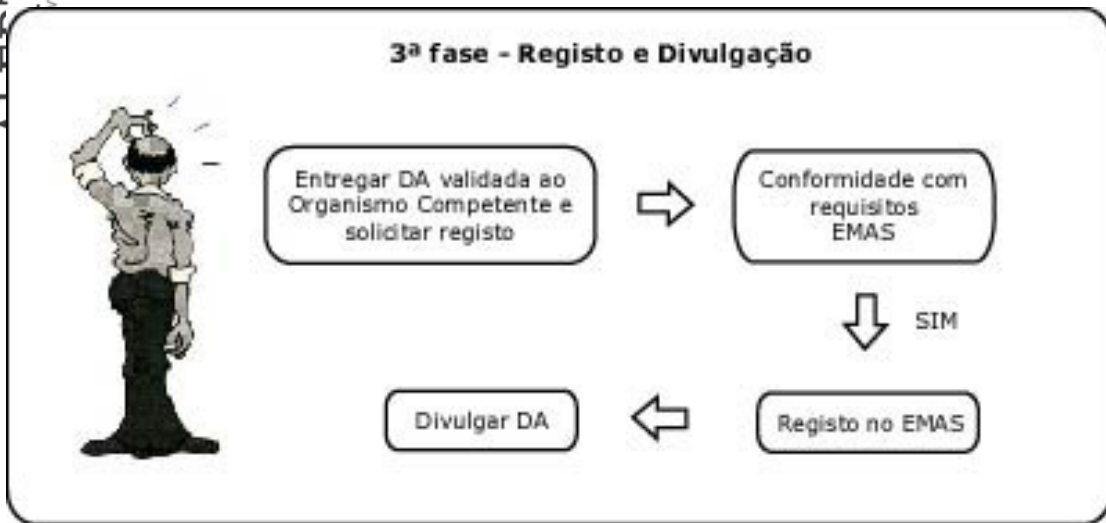 3ª fase - Registo e Divulgação
Entregar DA validada ao
Organismo Competente e
solicitar registo
Conformidade com
requisitos
EMAS
SIM
Registo no EMAS
Divulgar DA